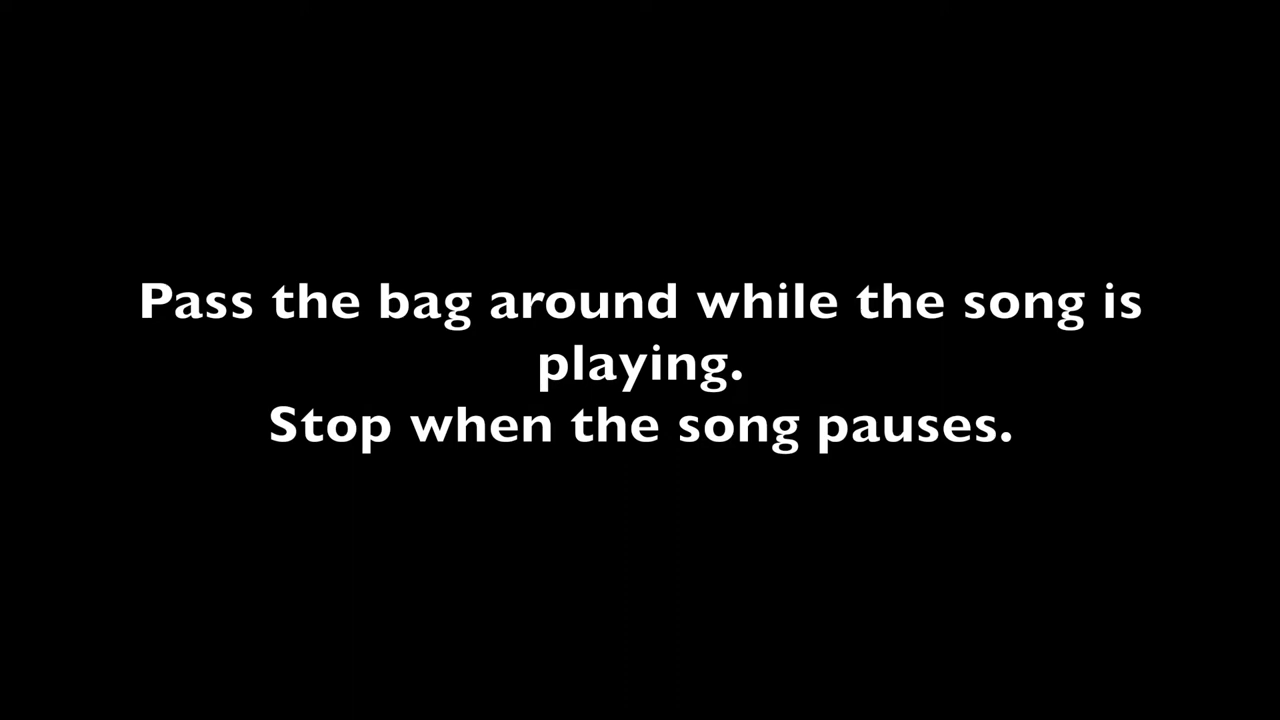 Pass the bag around while the song is
playing.
Stop when the song pauses.